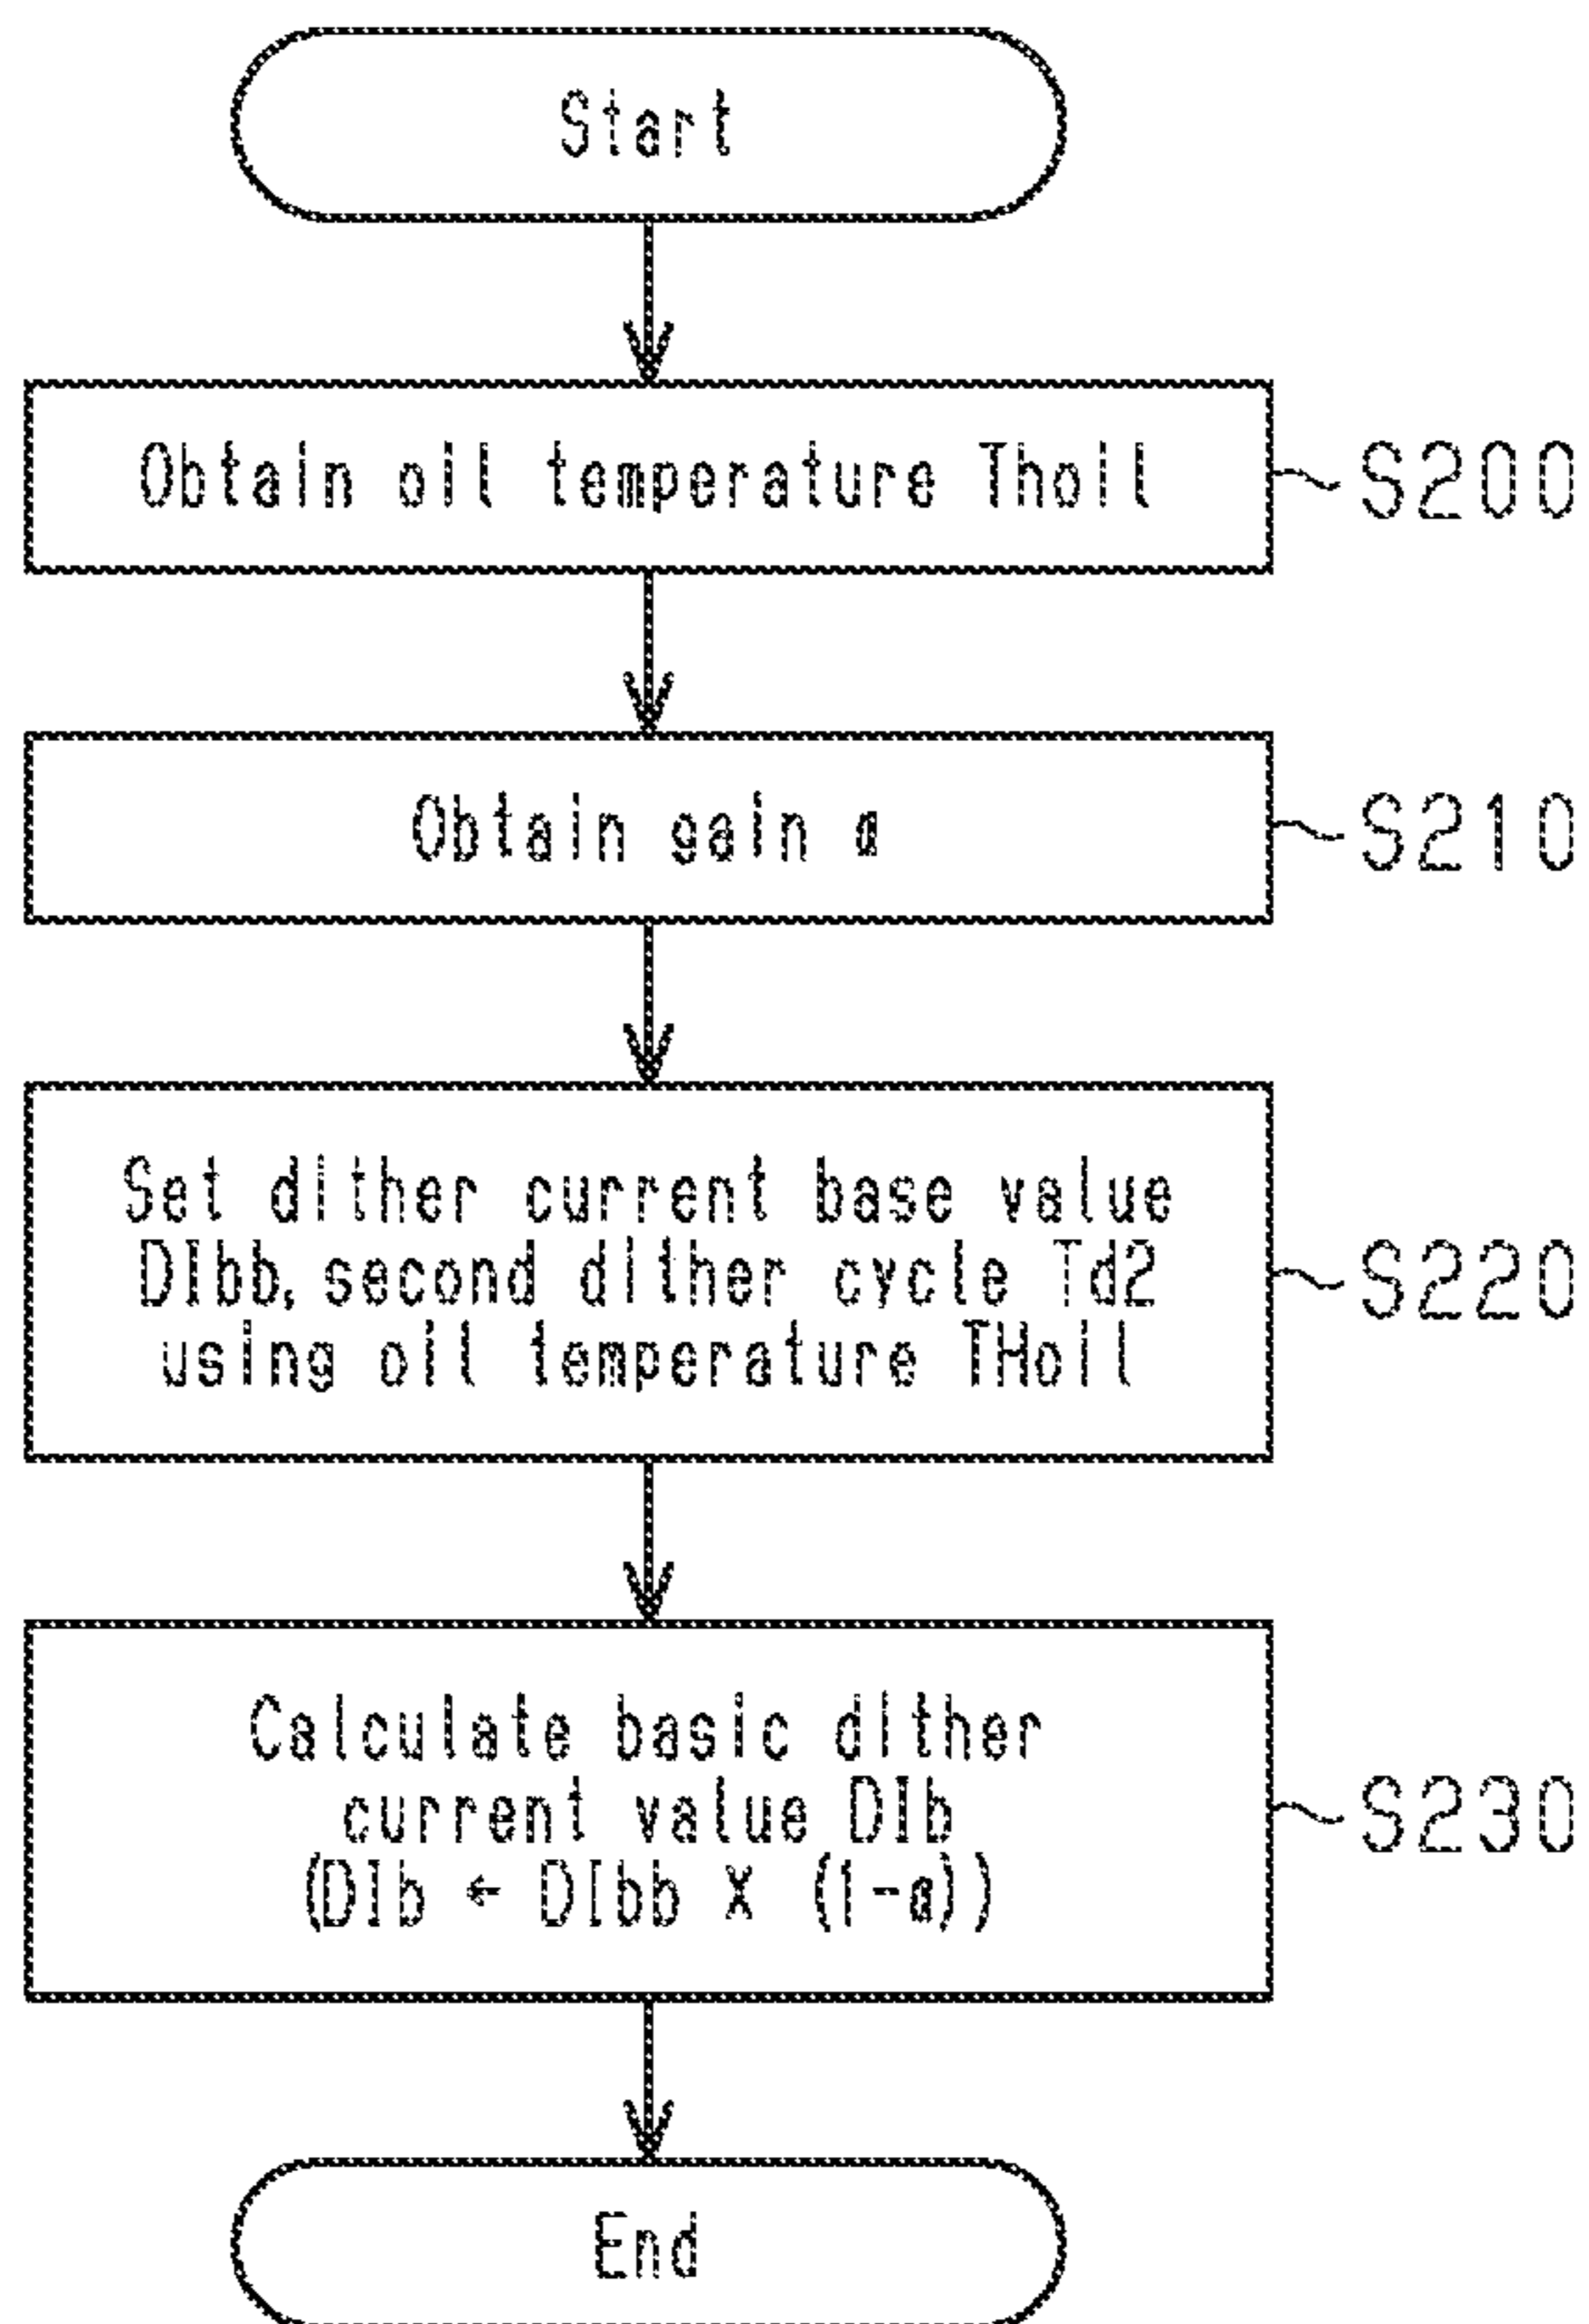 Start
Obtain oil temperature Thoil
S200
Obtain gain α
S210
Set dither current base value
DIbb, second dither cycle Td2
using oil temperature THoil
S220
Calculate basic dither
current value DIb
(DIb ← DIbb X (1-α))
S230
End